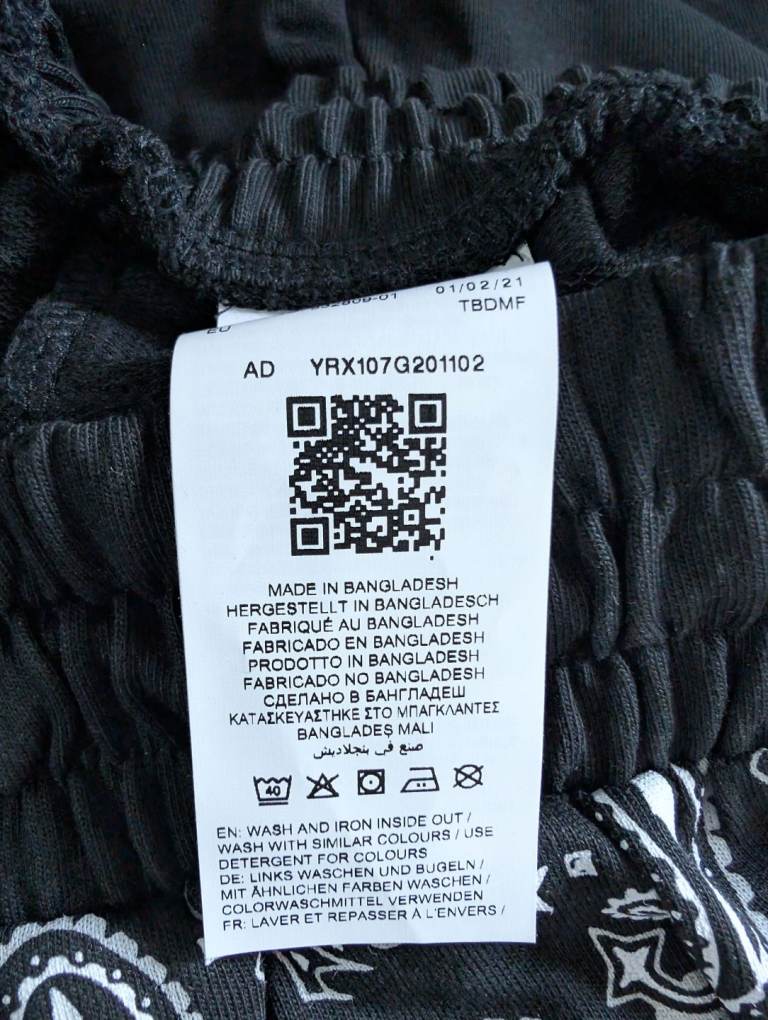 01/02/21
TBDMF
EU
AD YRX107G201102
MADE IN BANGLADESH
HERGESTELLT IN BANGLADESCH
FABRIQUÉ AU BANGLADESH
FABRICADO EN BANGLADESH
PRODOTTO IN BANGLADESH
FABRICADO NO BANGLADESH
СДЕЛАНО В БАНГЛАДЕШ
ΚΑΤΑΣΚΕΥΑΣΤΗΚΕ ΣΤΟ ΜΠΑΓΚΛΑΝΤΕΣ
BANGLADEŞ MALI
صنع في بنجلاديش
40
EN: WASH AND IRON INSIDE OUT /
WASH WITH SIMILAR COLOURS / USE
DETERGENT FOR COLOURS
DE: LINKS WASCHEN UND BUGELN /
MIT ÄHNLICHEN FARBEN WASCHEN /
COLORWASCHMITTEL VERWENDEN
FR: LAVER ET REPASSER À L'ENVERS /